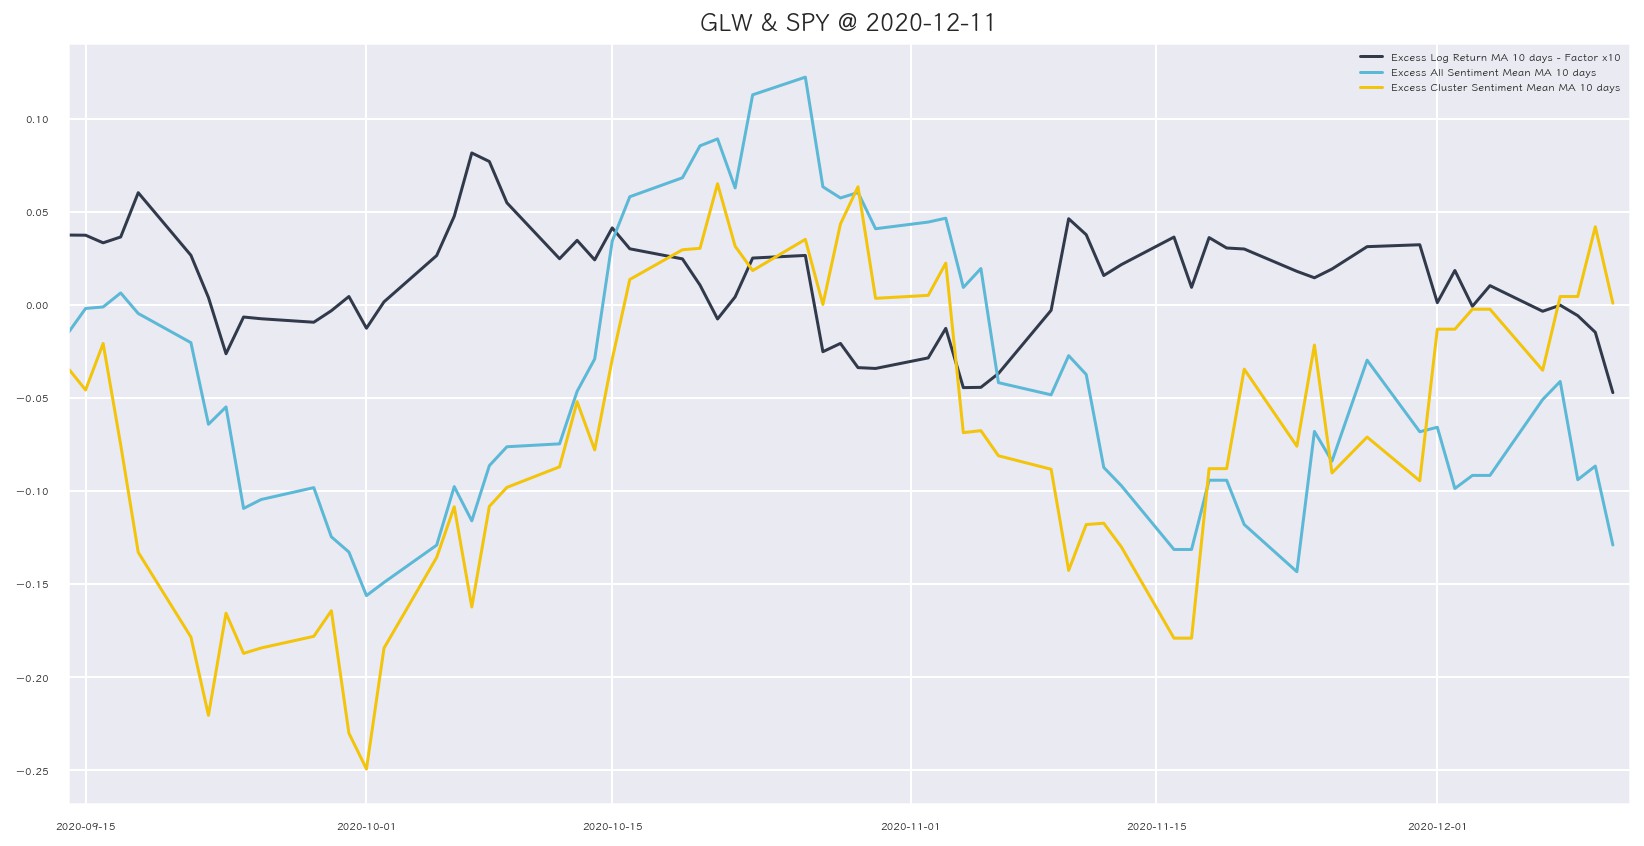 GLW & SPY @ 2020-12-11
Excess Log Return MA 10 days - Factor x10
Excess All Sentiment Mean MA 10 days
Excess Cluster Sentiment Mean MA 10 days
0.10
0.05
0.00
−0.05
−0.10
−0.15
−0.20
−0.25
2020-09-15 2020-10-01 2020-10-15 2020-11-01 2020-11-15 2020-12-01